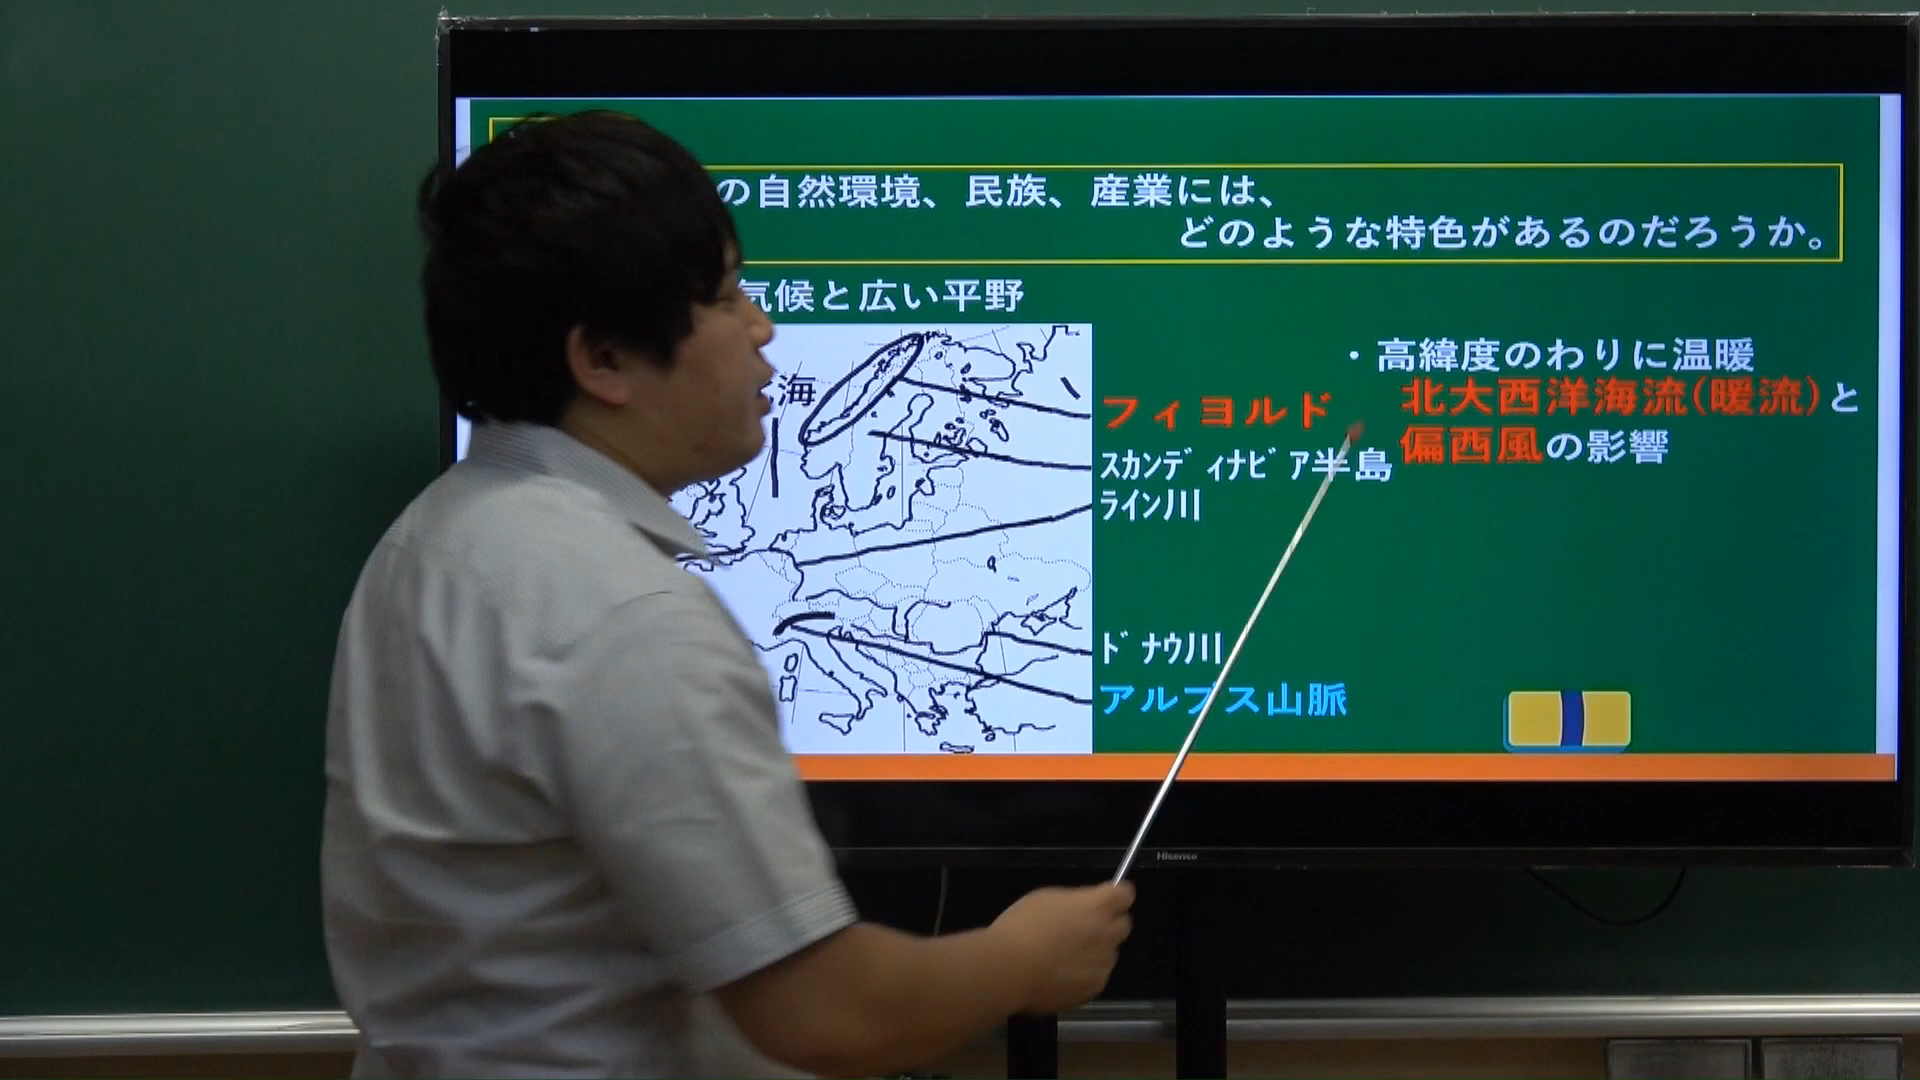 の自然環境、民族、産業には、
どのような特色があるのだろうか。
気候と広い平野
海
フィヨルド
スカンディナビア半島
ライン川
ドナウ川
アルプス山脈
・高緯度のわりに温暖
北大西洋海流(暖流)と
偏西風の影響
Hisense